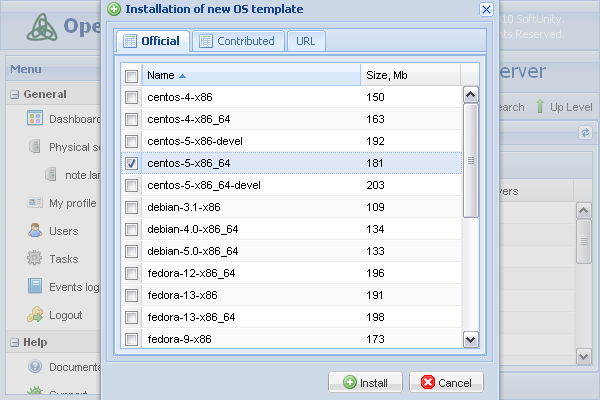 Installation of new OS template
Ope
10 SoftUnity.
s Reserved.
Official Contributed URL
Menu
erver
Name Size, Mb
General
centos-4-x86 150
earch Up Level
Dashboard
centos-4-x86_64 163
Physical se
centos-5-x86-devel 192
centos-5-x86_64 181
note.lar
centos-5-x86_64-devel 203
vers
My profile
debian-3.1-x86 109
Users
debian-4.0-x86_64 134
Tasks
debian-5.0-x86_64 133
fedora-12-x86_64 196
Events log
fedora-13-x86 191
Logout
fedora-13-x86_64 198
Help
fedora-9-x86 173
Documenta
Support
Install Cancel